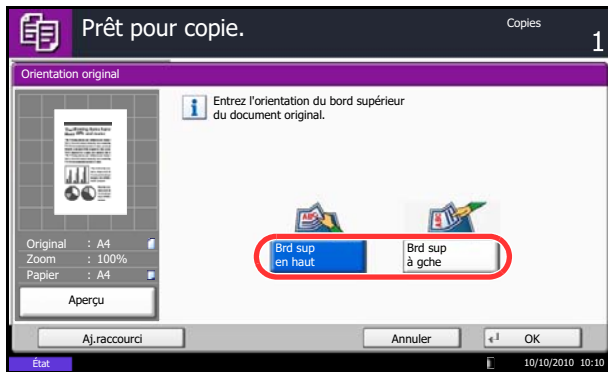 Prêt pour copie.
Copies
1
Orientation original
Entrez l'orientation du bord supérieur
du document original.
ABC
Original : A4
Zoom : 100%
Papier : A4
Brd sup
en haut
Brd sup
à gche
Aperçu
Aj.raccourci
Annuler
OK
État
10/10/2010 10:10